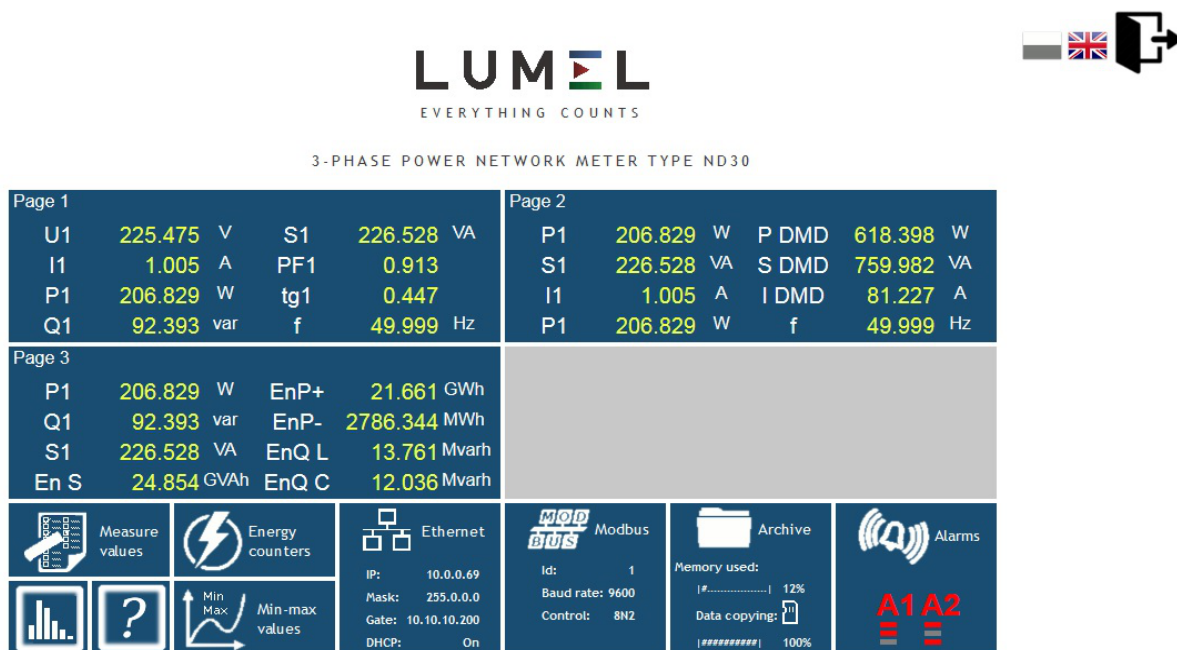 LUMEL
EVERYTHING COUNTS
3-PHASE POWER NETWORK METER TYPE ND30
Page 1
U1 225.475 V S1 226.528 VA
I1 1.005 A PF1 0.913
P1 206.829 W tg1 0.447
Q1 92.393 var f 49.999 Hz
Page 2
P1 206.829 W P DMD 618.398 W
S1 226.528 VA S DMD 759.982 VA
I1 1.005 A I DMD 81.227 A
P1 206.829 W f 49.999 Hz
Page 3
P1 206.829 W EnP+ 21.661 GWh
Q1 92.393 var EnP- 2786.344 MWh
S1 226.528 VA EnQ L 13.761 Mvarh
En S 24.854 GVAh EnQ C 12.036 Mvarh
Measure
values
Energy
counters
?
Min
Max
Min-max
values
Ethernet
IP: 10.0.0.69
Mask: 255.0.0.0
Gate: 10.10.10.200
DHCP: On
MOD
BUS
Modbus
Id: 1
Baud rate: 9600
Control: 8N2
Archive
Memory used:
|#..................| 12%
Data copying:
|##########| 100%
Alarms
A1 A2